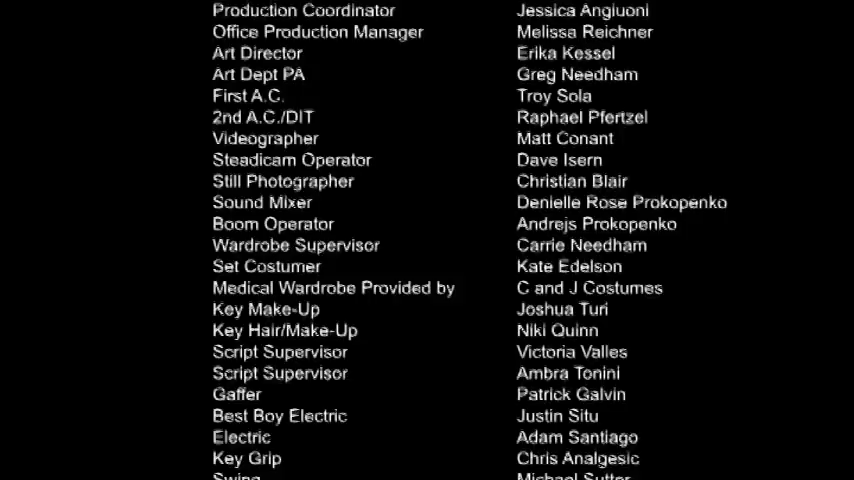 Production Coordinator Jessica Angiuoni
Office Production Manager Melissa Reichner
Art Director Erika Kessel
Art Dept PA Greg Needham
First A.C. Troy Sola
2nd A.C./DIT Raphael Pfertzel
Videographer Matt Conant
Steadicam Operator Dave Isern
Still Photographer Christian Blair
Sound Mixer Denielle Rose Prokopenko
Boom Operator Andrejs Prokopenko
Wardrobe Supervisor Carrie Needham
Set Costumer Kate Edelson
Medical Wardrobe Provided by C and J Costumes
Key Make-Up Joshua Turi
Key Hair/Make-Up Niki Quinn
Script Supervisor Victoria Valles
Script Supervisor Ambra Tonini
Gaffer Patrick Galvin
Best Boy Electric Justin Situ
Electric Adam Santiago
Key Grip Chris Analgesic
Swing Michael Sutter